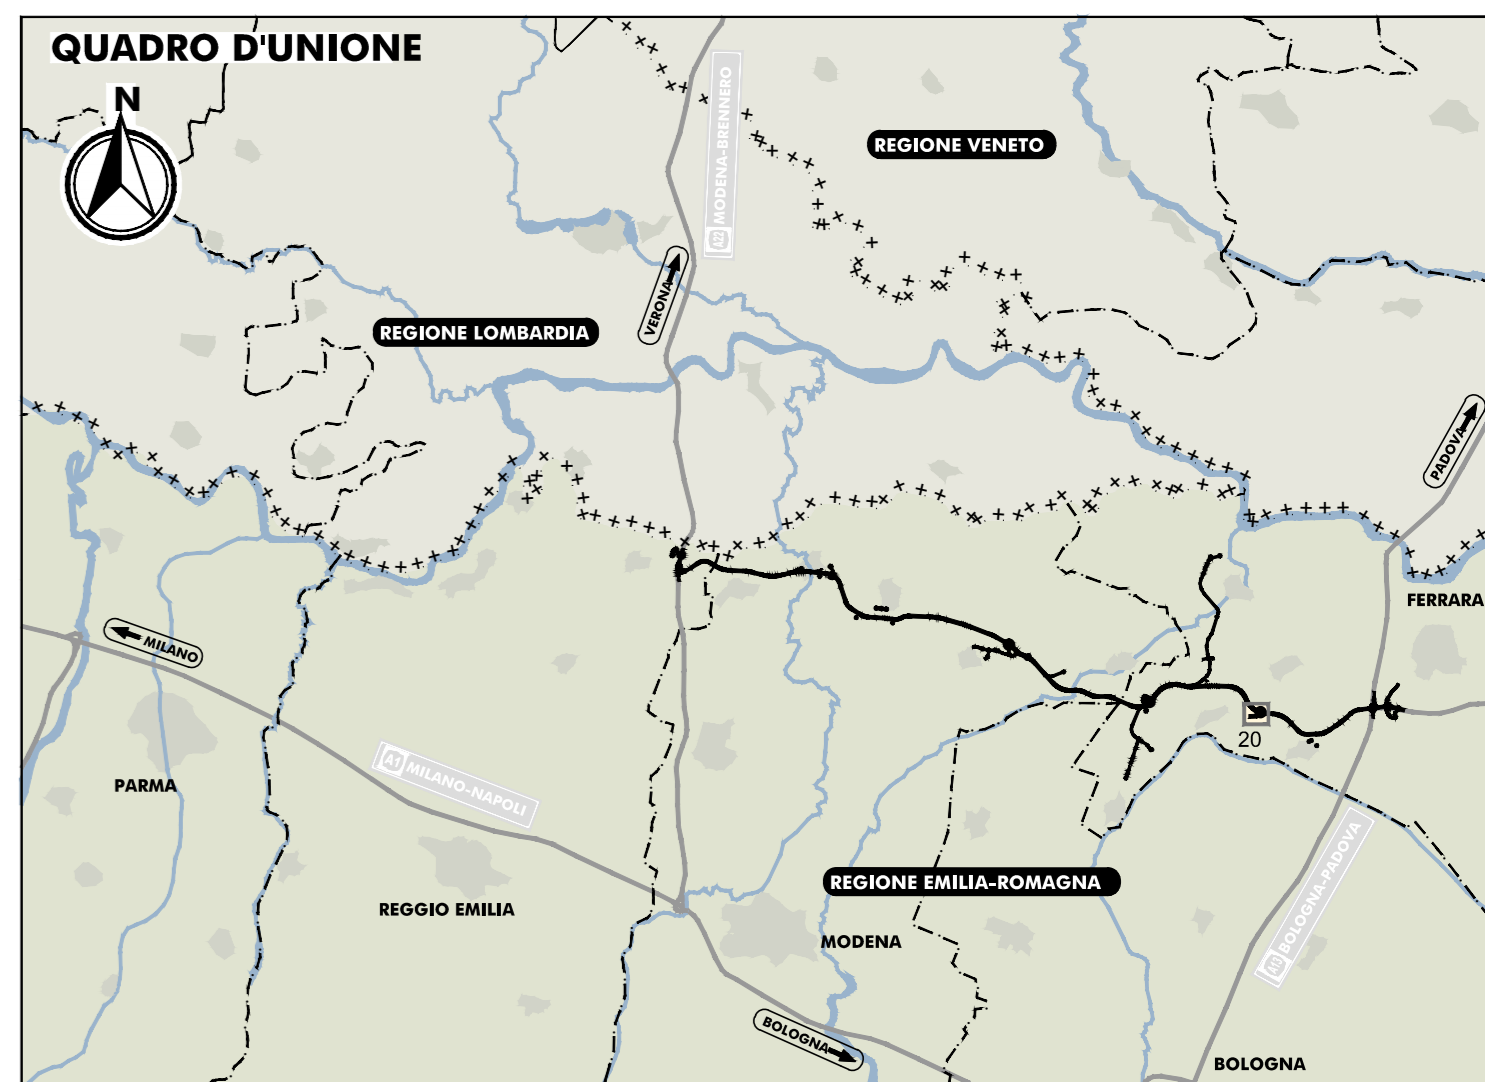 QUADRO D'UNIONE
N
REGIONE VENETO
A22 MODENA-BRENNERO
VERONA
REGIONE LOMBARDIA
PADOVA
FERRARA
MILANO
20
PARMA
A1 MILANO-NAPOLI
REGIONE EMILIA-ROMAGNA
A13 BOLOGNA-PADOVA
REGGIO EMILIA
MODENA
BOLOGNA
BOLOGNA